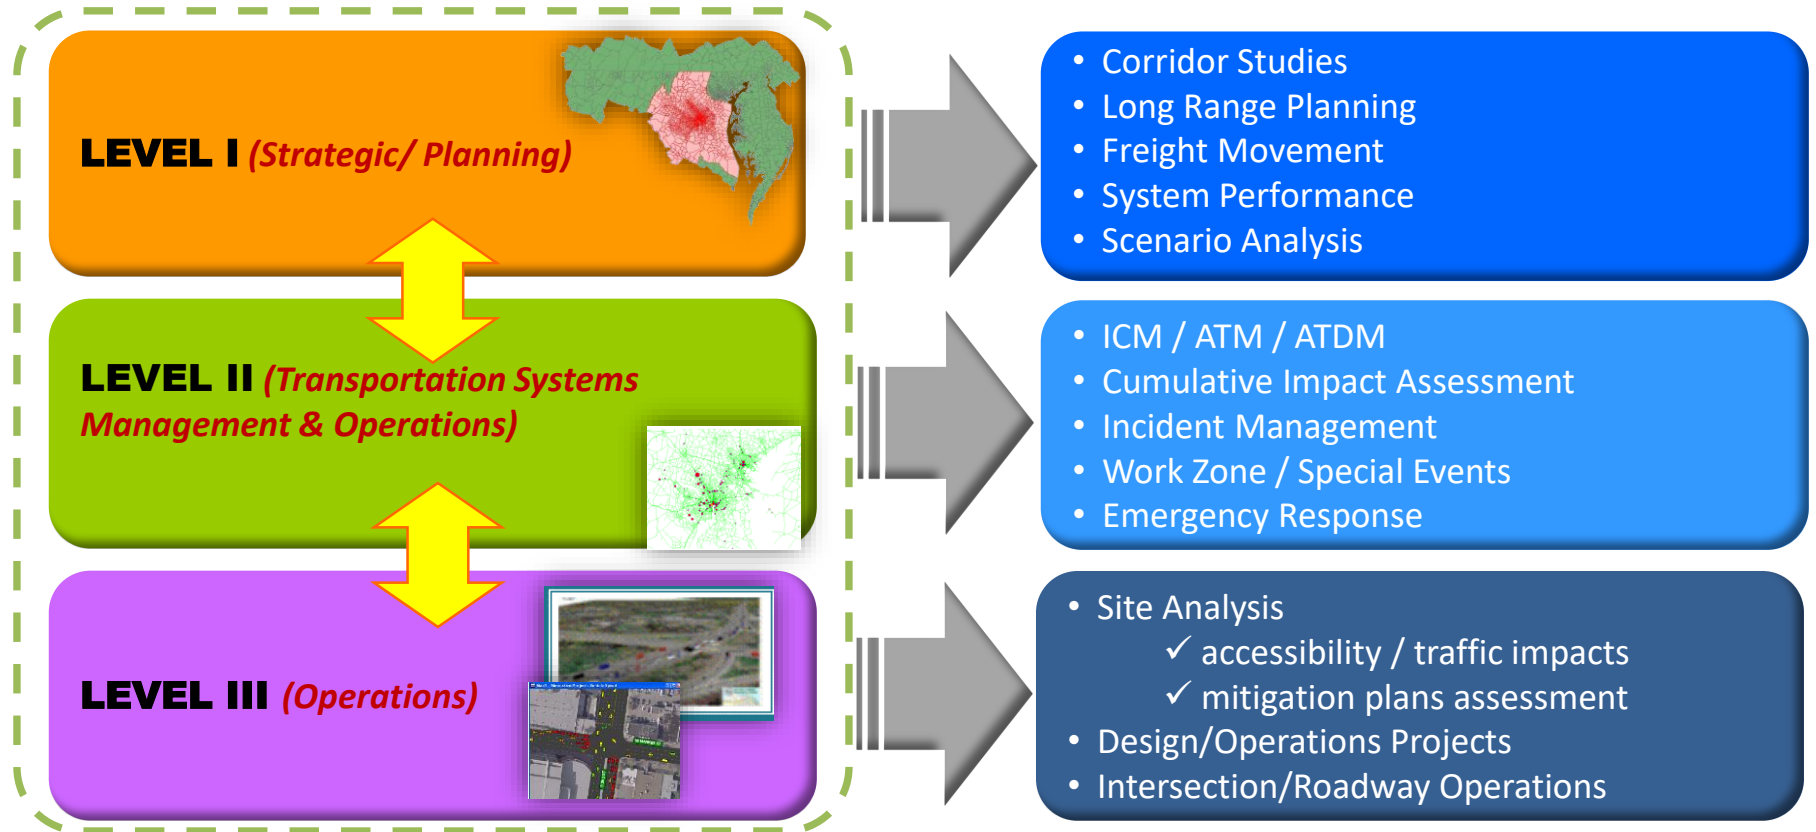 LEVEL I (Strategic/ Planning)
• Corridor Studies
• Long Range Planning
• Freight Movement
• System Performance
• Scenario Analysis
LEVEL II (Transportation Systems
Management & Operations)
• ICM / ATM / ATDM
• Cumulative Impact Assessment
• Incident Management
• Work Zone / Special Events
• Emergency Response
LEVEL III (Operations)
• Site Analysis
✓ accessibility / traffic impacts
✓ mitigation plans assessment
• Design/Operations Projects
• Intersection/Roadway Operations